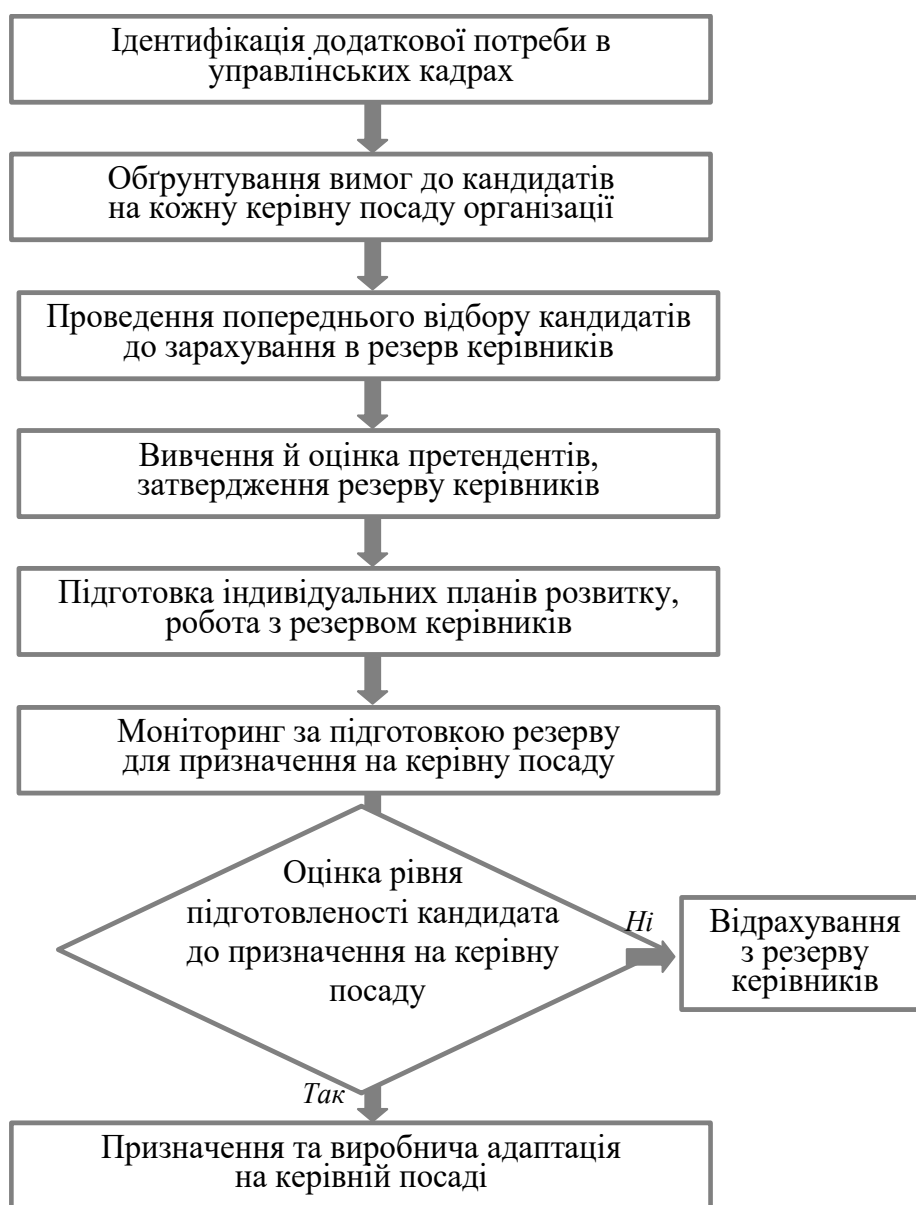 Ідентифікація додаткової потреби в
управлінських кадрах
Обґрунтування вимог до кандидатів
на кожну керівну посаду організації
Проведення попереднього відбору кандидатів
до зарахування в резерв керівників
Вивчення й оцінка претендентів,
затвердження резерву керівників
Підготовка індивідуальних планів розвитку,
робота з резервом керівників
Моніторинг за підготовкою резерву
для призначення на керівну посаду
Оцінка рівня
підготовленості кандидата
до призначення на керівну
посаду
Ні
Відрахування
з резерву
керівників
Так
Призначення та виробнича адаптація
на керівній посаді